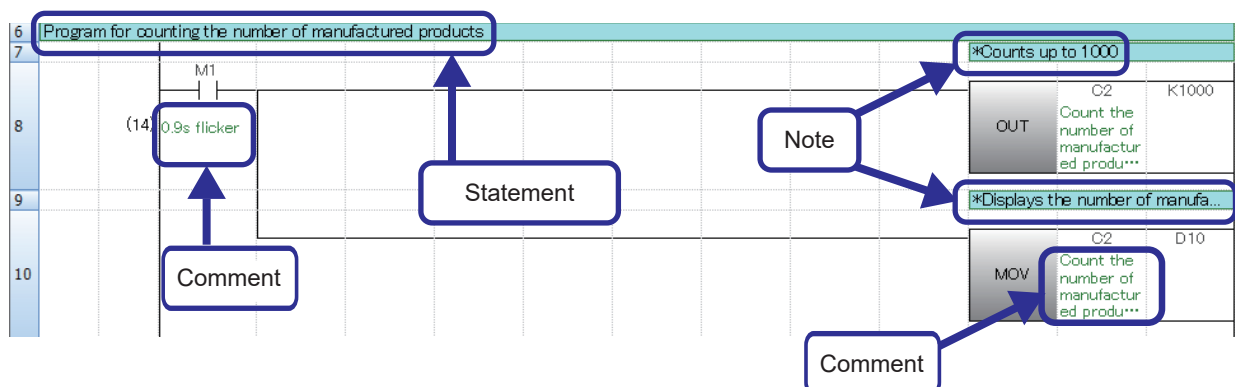 6 Program for counting the number of manufactured products
7 *Counts up to 1000
M1
C2 K1000
8 (14) 0.9s flicker
OUT
Count the
number of
manufactur
ed produ···
Note
Statement
9 *Displays the number of manufa...
C2 D10
10
Comment
MOV
Count the
number of
manufactur
ed produ···
Comment